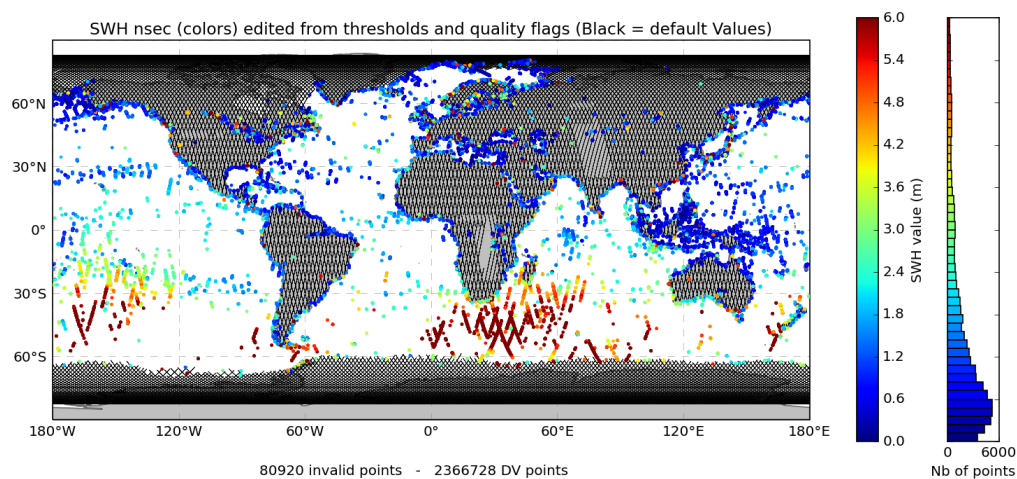 SWH nsec (colors) edited from thresholds and quality flags (Black = default Values)
60°N
30°N
0°
30°S
60°S
180°W 120°W 60°W 0° 60°E 120°E 180°E
80920 invalid points - 2366728 DV points
6.0
5.4
4.8
4.2
3.6
3.0
2.4
1.8
1.2
0.6
0.0
SWH value (m)
0 6000
Nb of points